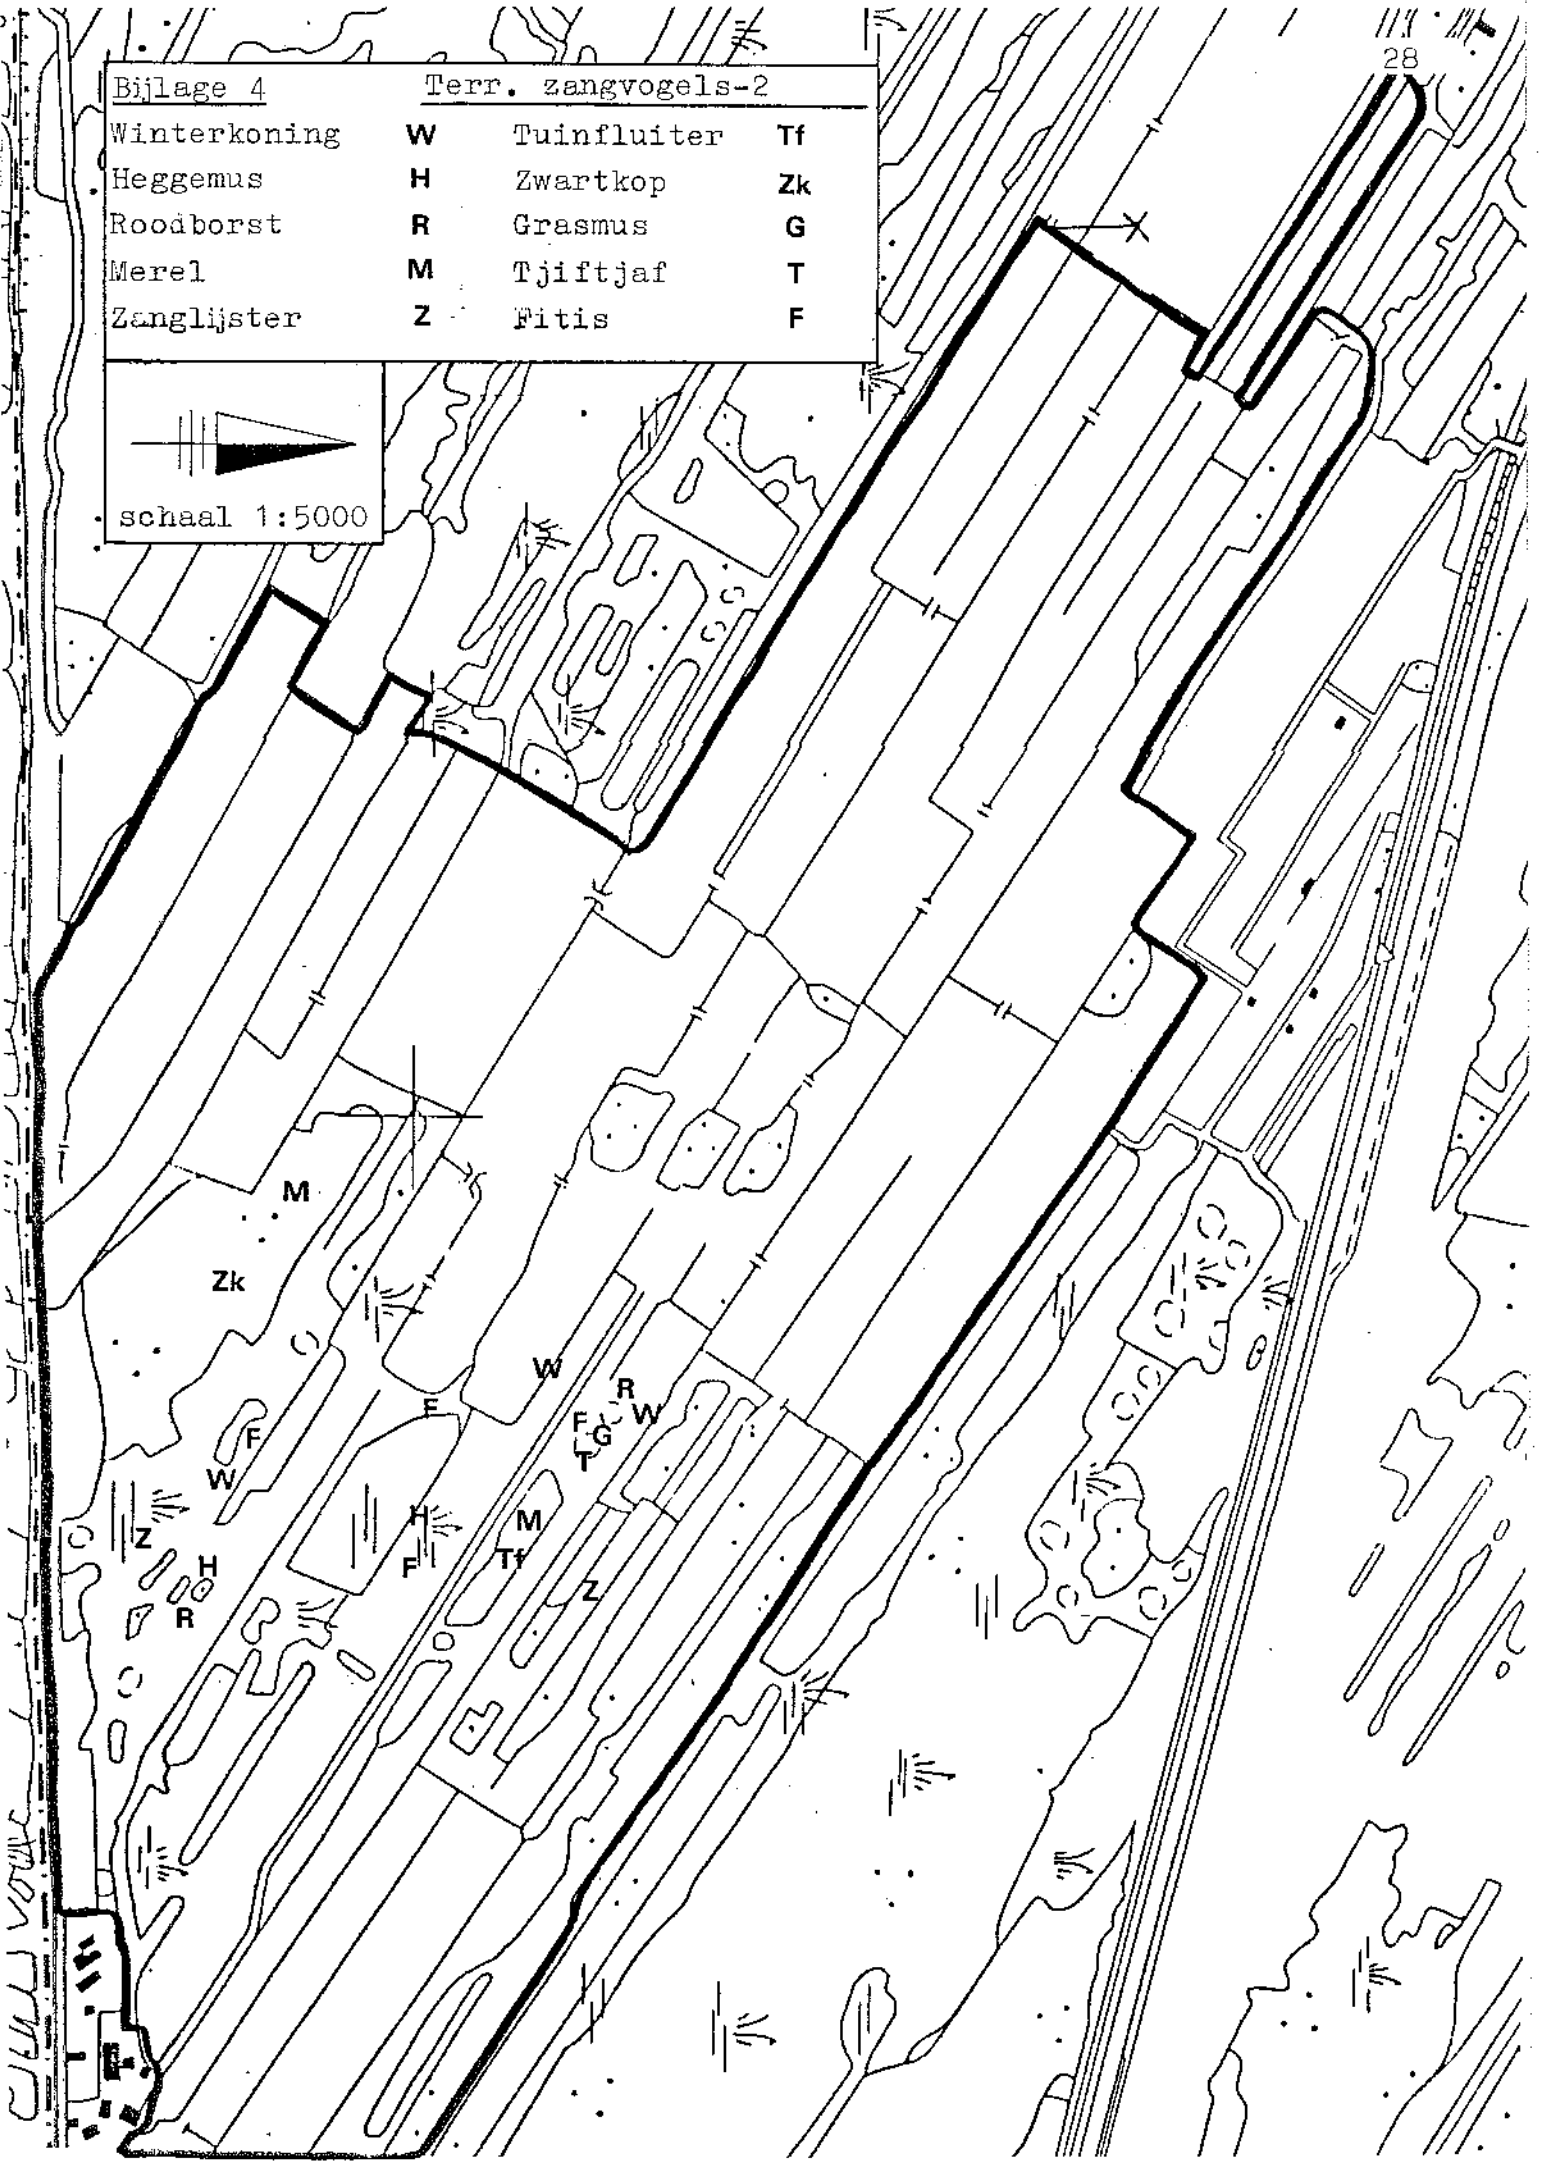 28
Bijlage 4 Terr. zangvogels-2
Winterkoning W Tuinfluiter Tf
Heggemus H Zwartkop Zk
Roodborst R Grasmus G
Merel M Tjiftjaf T
Zanglijster Z Fitis F
schaal 1:5000
M
Zk
W
R
F
F
W
G
F
T
W
H
M
Z
F
Tf
H
Z
R